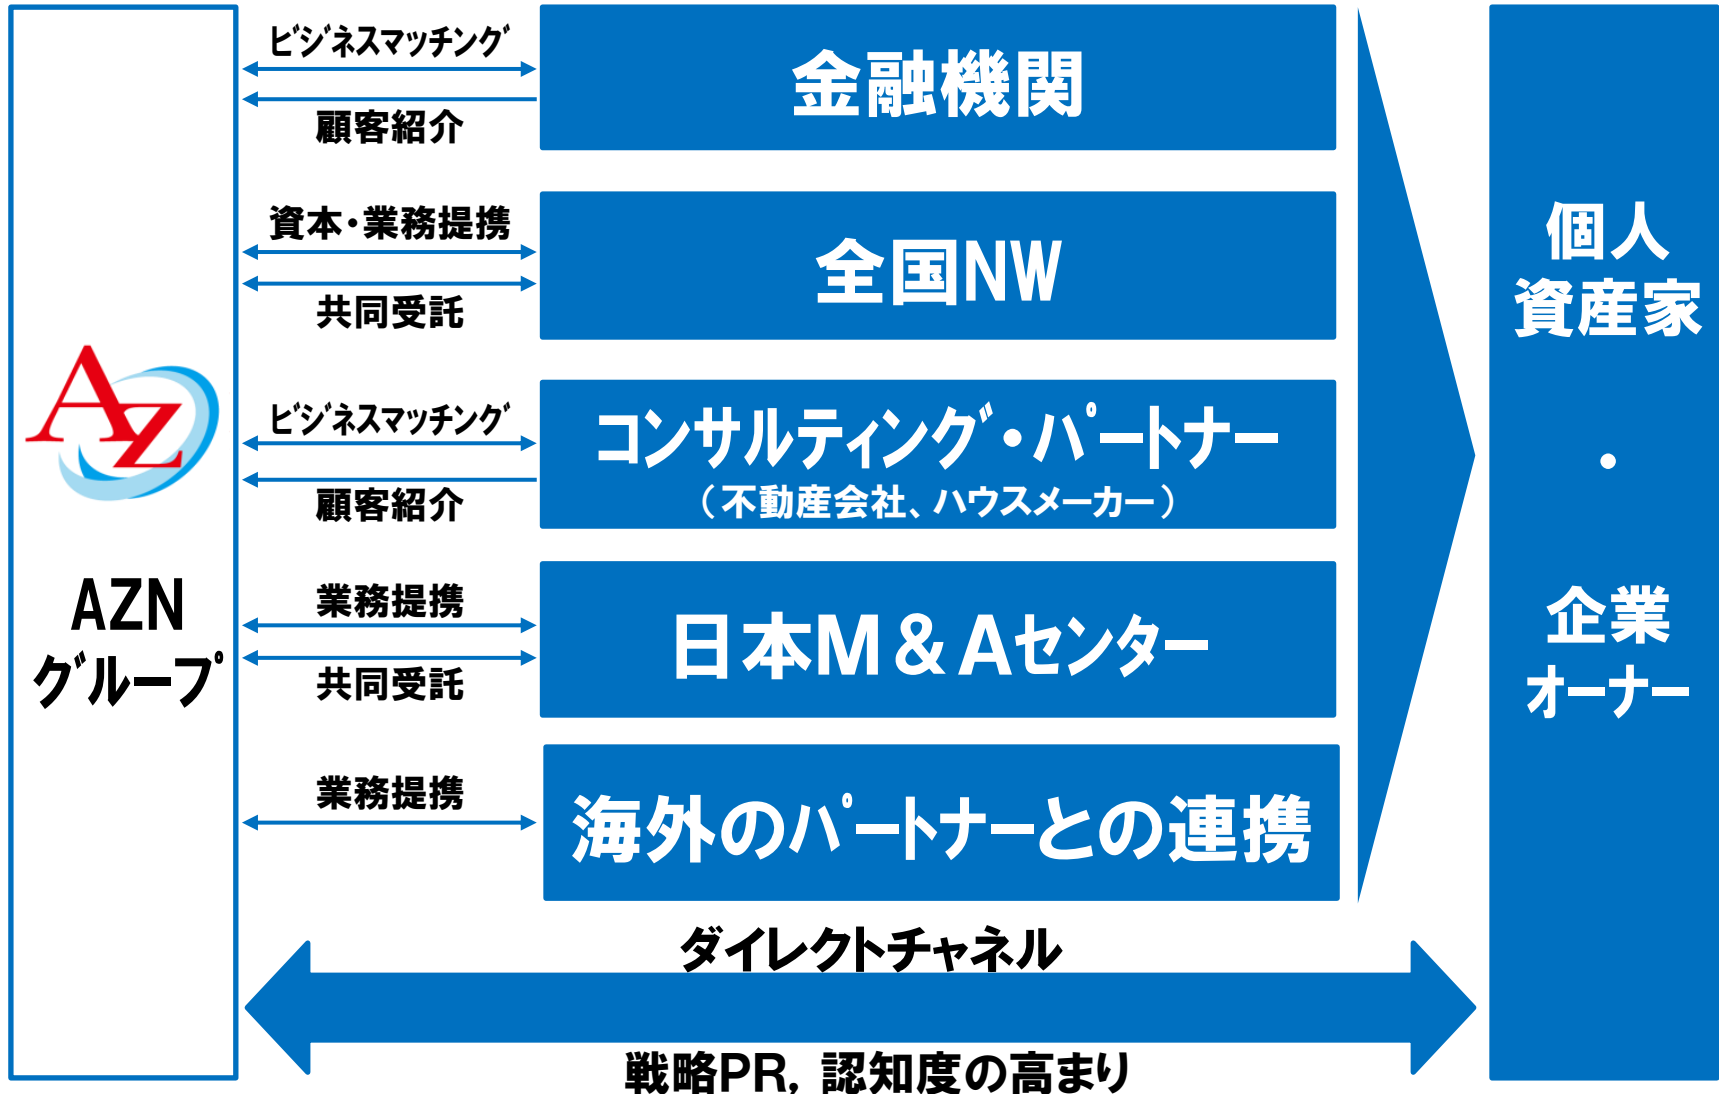 ビジネスマッチング
金融機関
顧客紹介
資本・業務提携
全国NW
共同受託
ビジネスマッチング
コンサルティング・パートナー
（不動産会社、ハウスメーカー）
顧客紹介
業務提携
日本M＆Aセンター
共同受託
業務提携
海外のパートナーとの連携
AZ
AZN
グループ
個人
資産家
・
企業
オーナー
ダイレクトチャネル
戦略PR，認知度の高まり